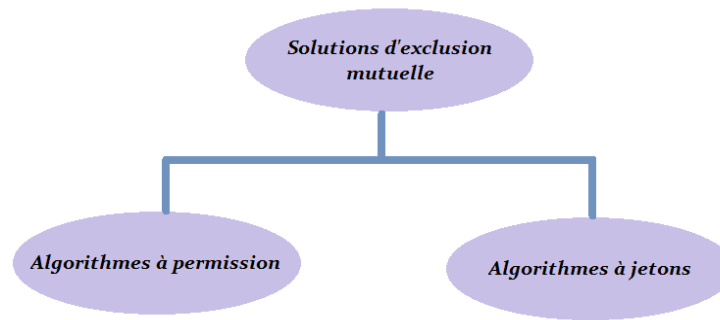 Solutions d'exclusion
mutuelle
Algorithmes à permission
Algorithmes à jetons